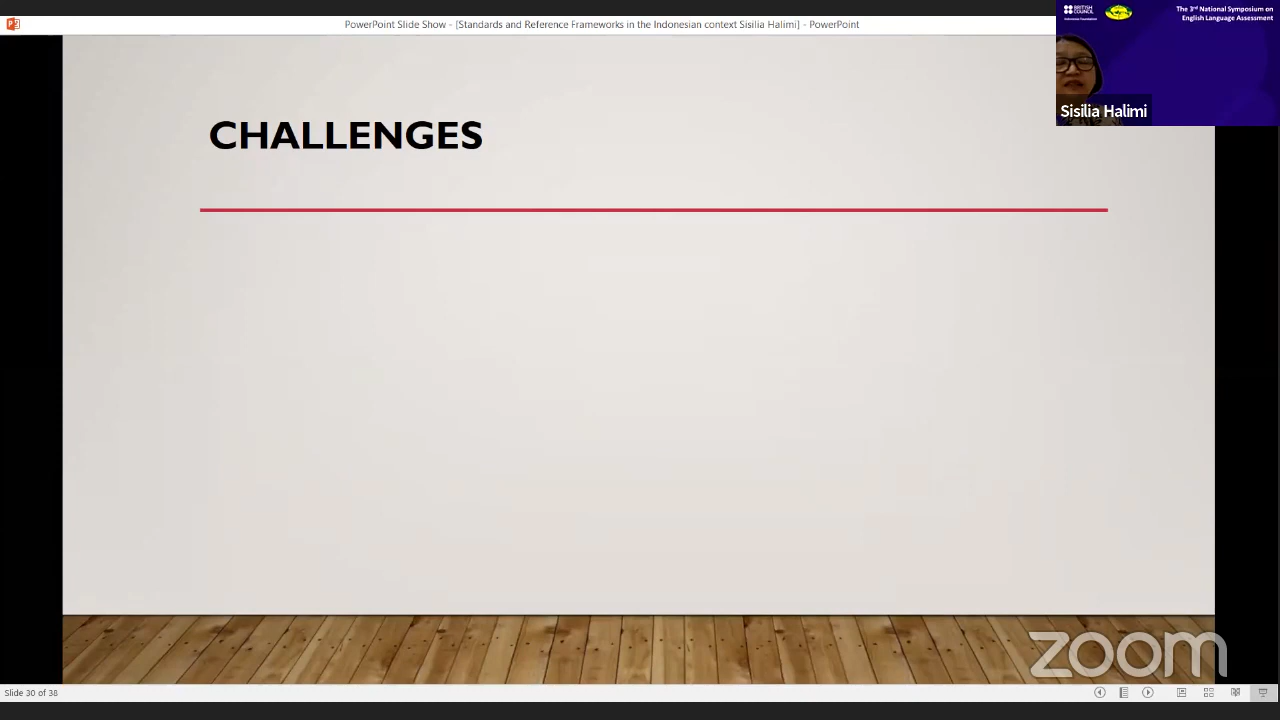 PowerPoint Slide Show - [Standards and Reference Frameworks in the Indonesian context Sisilia Halimi] - PowerPoint
BRITISH
COUNCIL
The 3rd National Symposium on
English Language Assessment
Sisilia Halimi
CHALLENGES
zoom
Slide 30 of 38